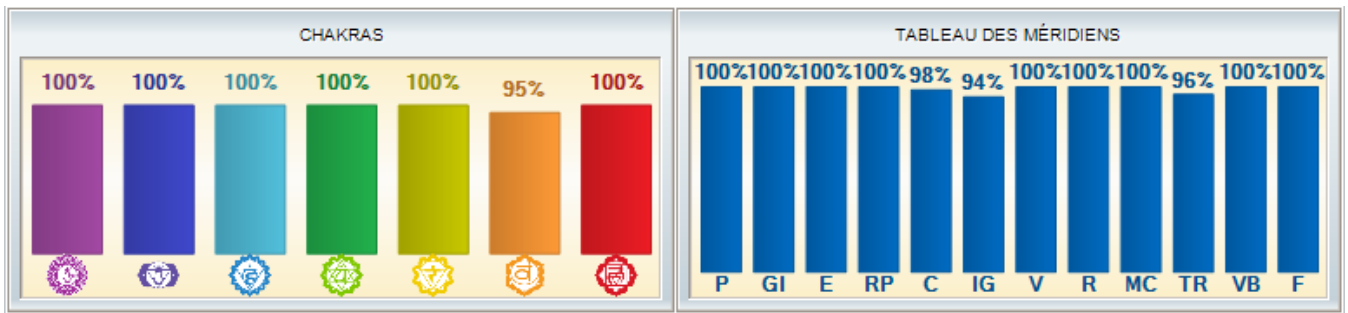 CHAKRAS
100% 100% 100% 100% 100% 95% 100%
TABLEAU DES MÉRIDIENS
100% 100% 100% 100% 98% 94% 100% 100% 100% 96% 100% 100%
P GI E RP C IG V R MC TR VB F